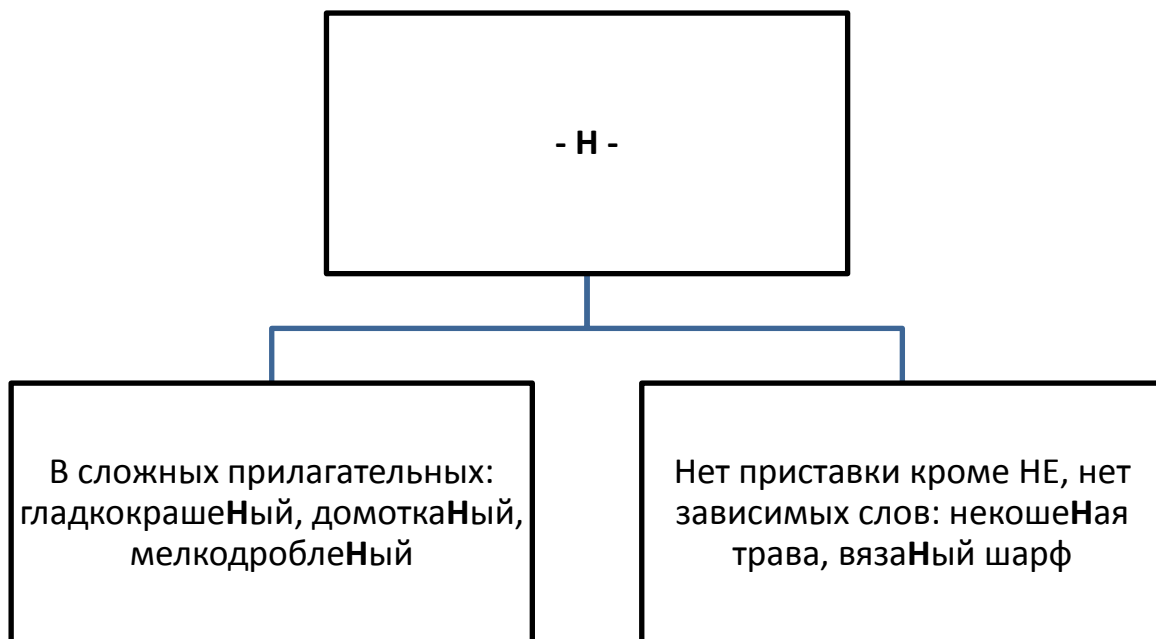 - Н -
В сложных прилагательных:
гладкокрашеНый, домоткаНый,
мелкодроблеНый
Нет приставки кроме НЕ, нет
зависимых слов: некошеНая
трава, вязаНый шарф